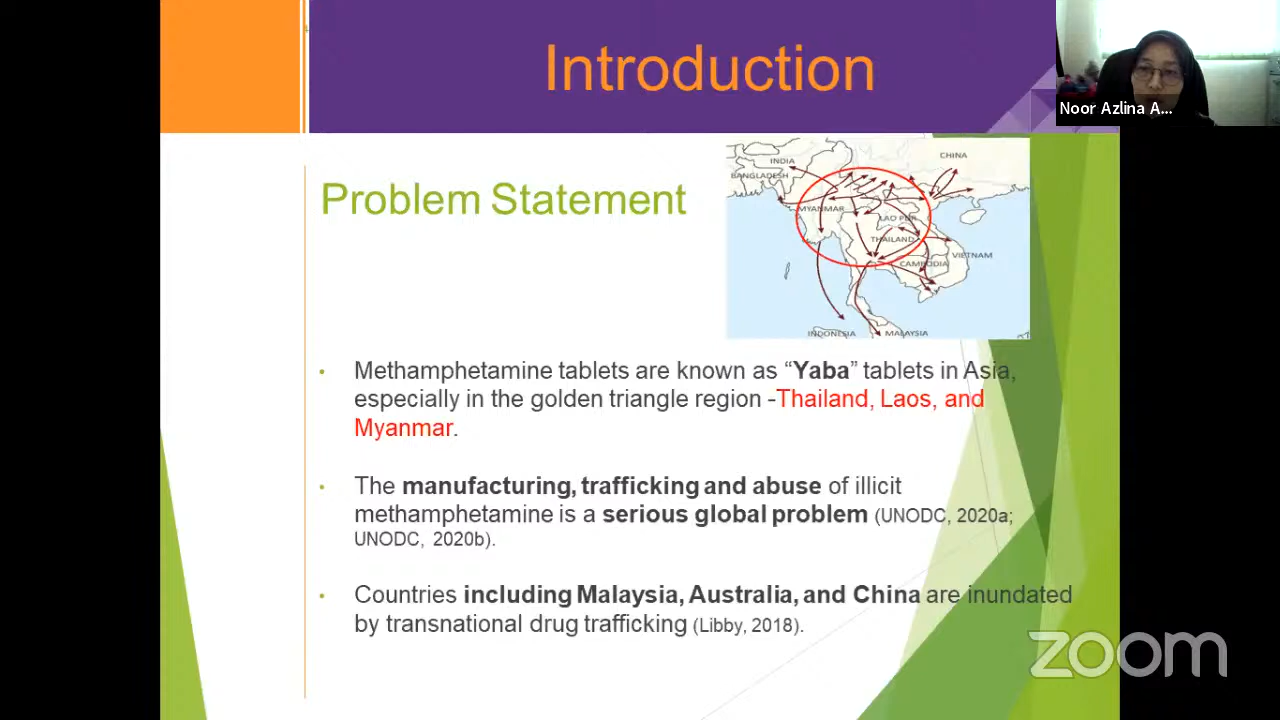 Introduction
Noor Azlina A...
Problem Statement
CHINA
INDIA
BANGLADESH
MYANMAR
LAO PDR
THAILAND
VIETNAM
CAMBODIA
INDONESIA
MALAYSIA
• Methamphetamine tablets are known as “Yaba” tablets in Asia,
especially in the golden triangle region -Thailand, Laos, and
Myanmar.
• The manufacturing, trafficking and abuse of illicit
methamphetamine is a serious global problem (UNODC, 2020a;
UNODC, 2020b).
• Countries including Malaysia, Australia, and China are inundated
by transnational drug trafficking (Libby, 2018).
zoom